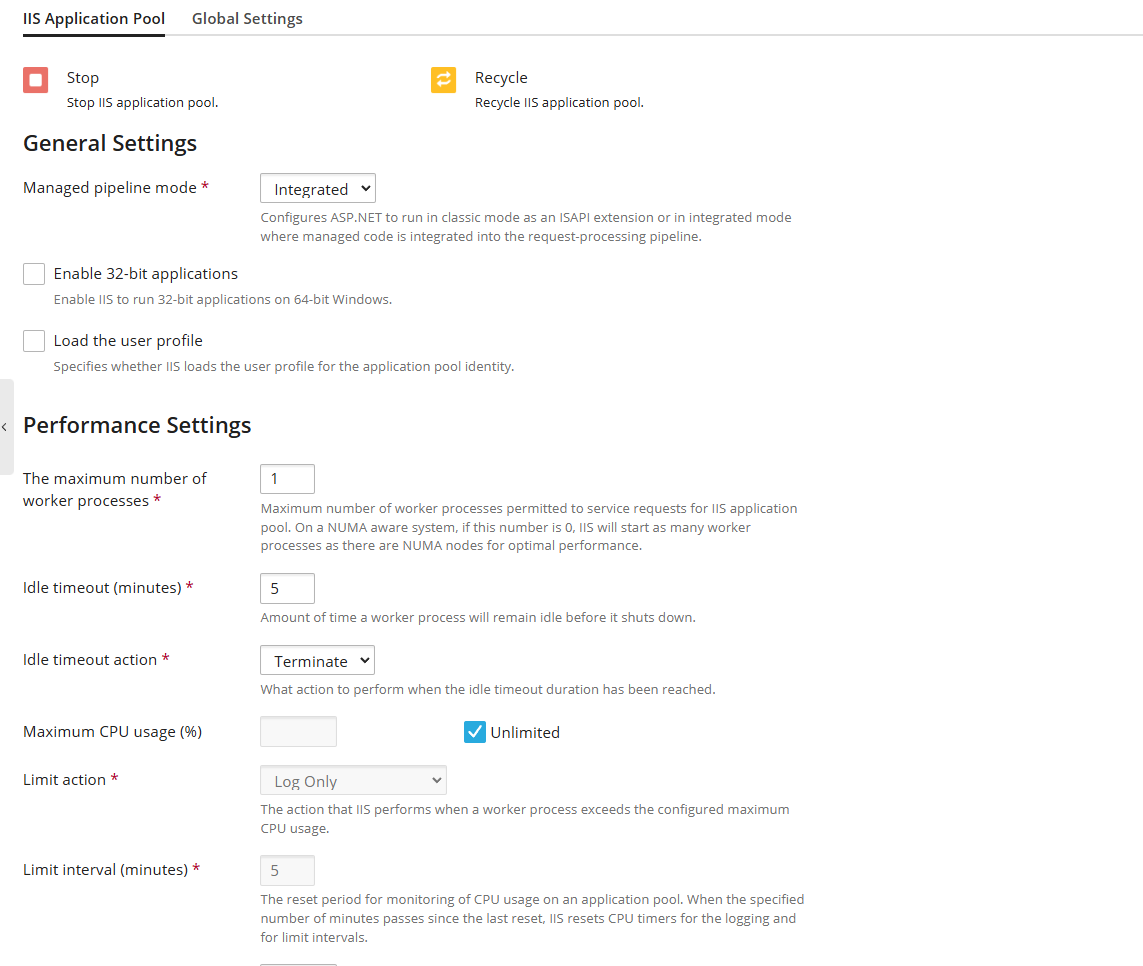 IIS Application Pool Global Settings
Stop
Stop IIS application pool.
Recycle
Recycle IIS application pool.
General Settings
Managed pipeline mode *
Integrated
Configures ASP.NET to run in classic mode as an ISAPI extension or in integrated mode
where managed code is integrated into the request-processing pipeline.
Enable 32-bit applications
Enable IIS to run 32-bit applications on 64-bit Windows.
Load the user profile
Specifies whether IIS loads the user profile for the application pool identity.
Performance Settings
The maximum number of
worker processes *
1
Maximum number of worker processes permitted to service requests for IIS application
pool. On a NUMA aware system, if this number is 0, IIS will start as many worker
processes as there are NUMA nodes for optimal performance.
Idle timeout (minutes) *
5
Amount of time a worker process will remain idle before it shuts down.
Idle timeout action *
Terminate
What action to perform when the idle timeout duration has been reached.
Maximum CPU usage (%)
Unlimited
Limit action *
Log Only
The action that IIS performs when a worker process exceeds the configured maximum
CPU usage.
Limit interval (minutes) *
5
The reset period for monitoring of CPU usage on an application pool. When the specified
number of minutes passes since the last reset, IIS resets CPU timers for the logging and
for limit intervals.